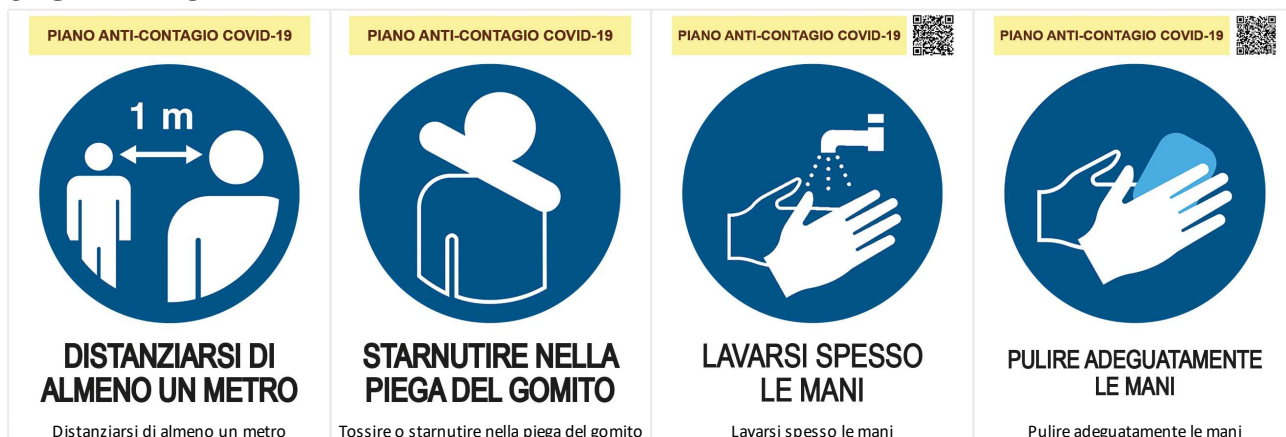 PIANO ANTI-CONTAGIO COVID-19
1 m
DISTANZIARSI DI
ALMENO UN METRO
Distanziarsi di almeno un metro
PIANO ANTI-CONTAGIO COVID-19
STARNUTIRE NELLA
PIEGA DEL GOMITO
Tossire o starnutire nella piega del gomito
PIANO ANTI-CONTAGIO COVID-19
LAVARSI SPESSO
LE MANI
Lavarsi spesso le mani
PIANO ANTI-CONTAGIO COVID-19
PULIRE ADEGUATAMENTE
LE MANI
Pulire adeguatamente le mani